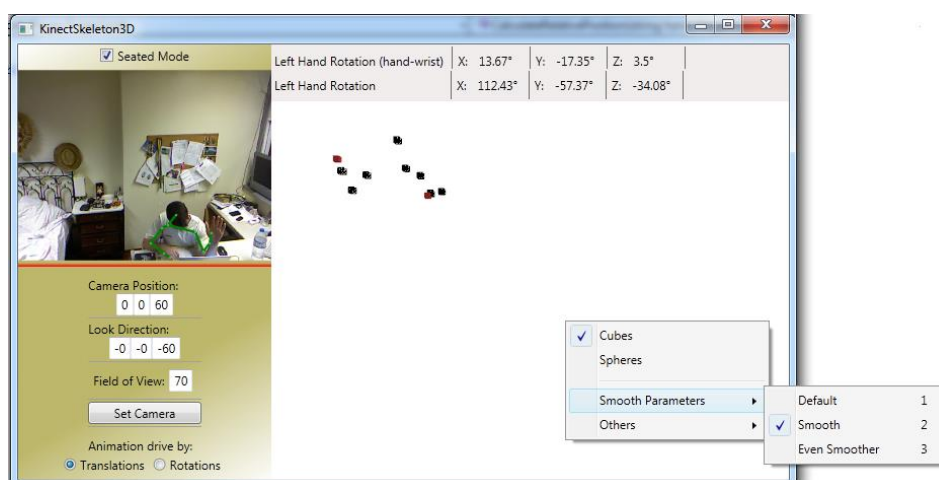 KinectSkeleton3D
Seated Mode
Left Hand Rotation (hand-wrist) X: 13.67° Y: -17.35° Z: 3.5°
Left Hand Rotation X: 112.43° Y: -57.37° Z: -34.08°
Camera Position:
0 0 60
Look Direction:
-0 -0 -60
Field of View: 70
Set Camera
Animation drive by:
Translations Rotations
Cubes
Spheres
Smooth Parameters
Others
Default 1
Smooth 2
Even Smoother 3